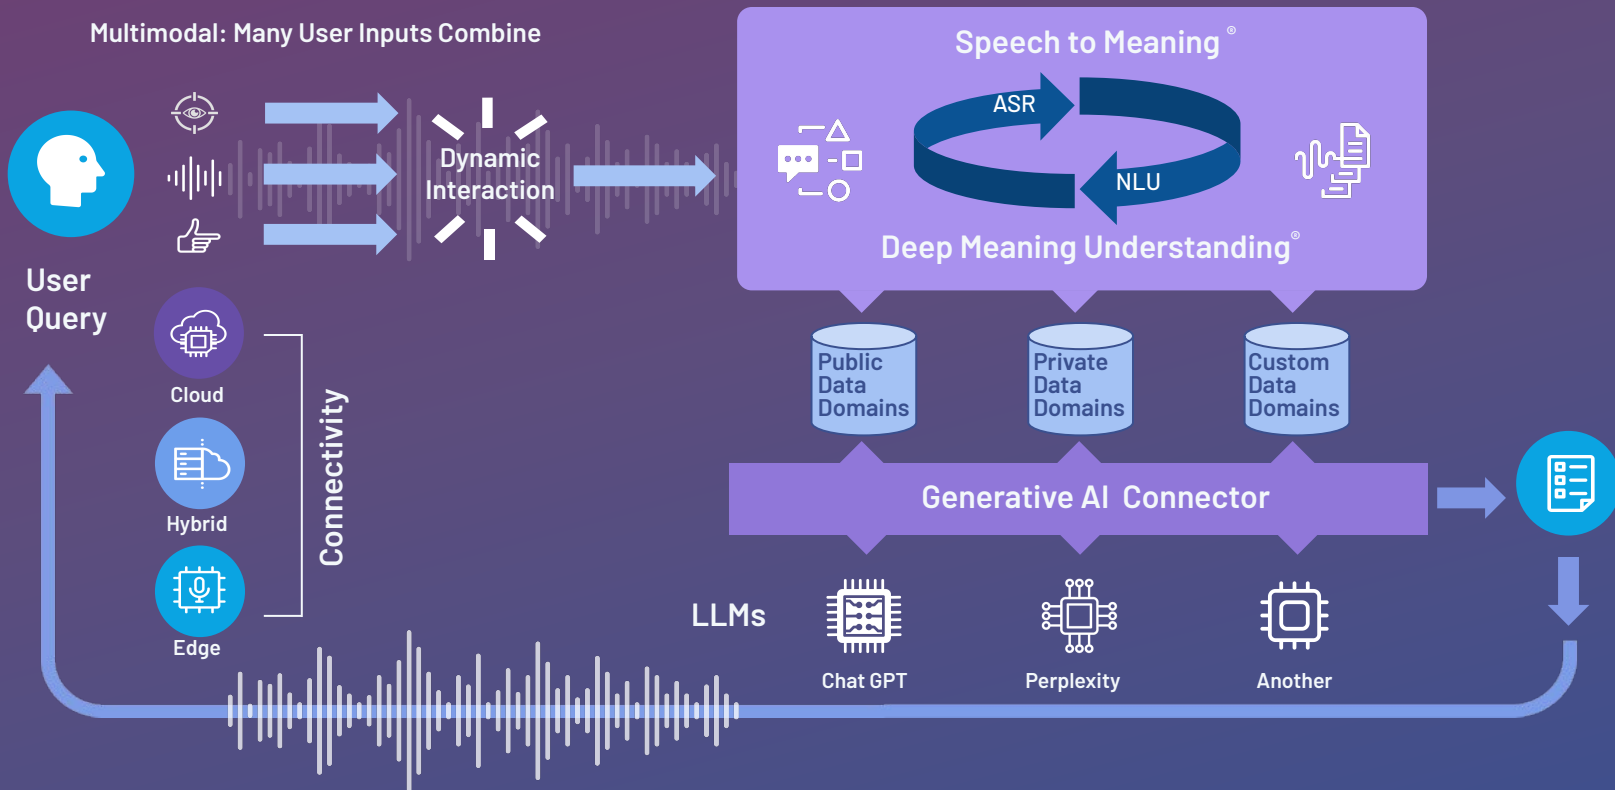 Multimodal: Many User Inputs Combine
Speech to Meaning®
ASR
NLU
Deep Meaning Understanding®
Dynamic
Interaction
User
Query
Cloud
Hybrid
Edge
Connectivity
Public
Data
Domains
Private
Data
Domains
Custom
Data
Domains
Generative AI Connector
LLMs
Chat GPT
Perplexity
Another